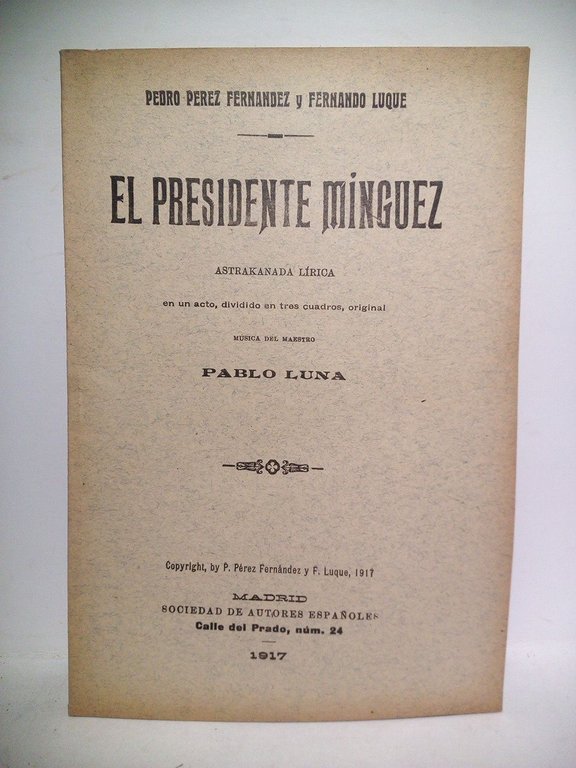 PEDRO PEREZ FERNANDEZ y FERNANDO LUQUE
EL PRESIDENTE MÍNGUEZ
ASTRAKANADA LÍRICA
en un acto, dividido en tres cuadros, original
MUSICA DEL MAESTRO
PABLO LUNA
Copyright, by P. Pérez Fernández y F. Luque, 1917
MADRID
SOCIEDAD DE AUTORES ESPAÑOLES
Calle del Prado, núm. 24
1917